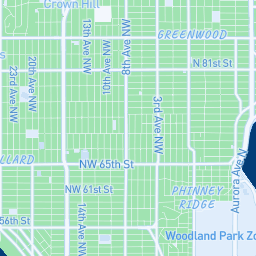 Crown Hill
GREENWOOD
N 81st St
23rd Ave NW
20th Ave NW
13th Ave NW
10th Ave NW
8th Ave NW
3rd Ave NW
LLARD
NW 65th St
NW 61st St
PHINNEY
RIDGE
Aurora Ave N
56th St
14th Ave NW
Woodland Park Zo